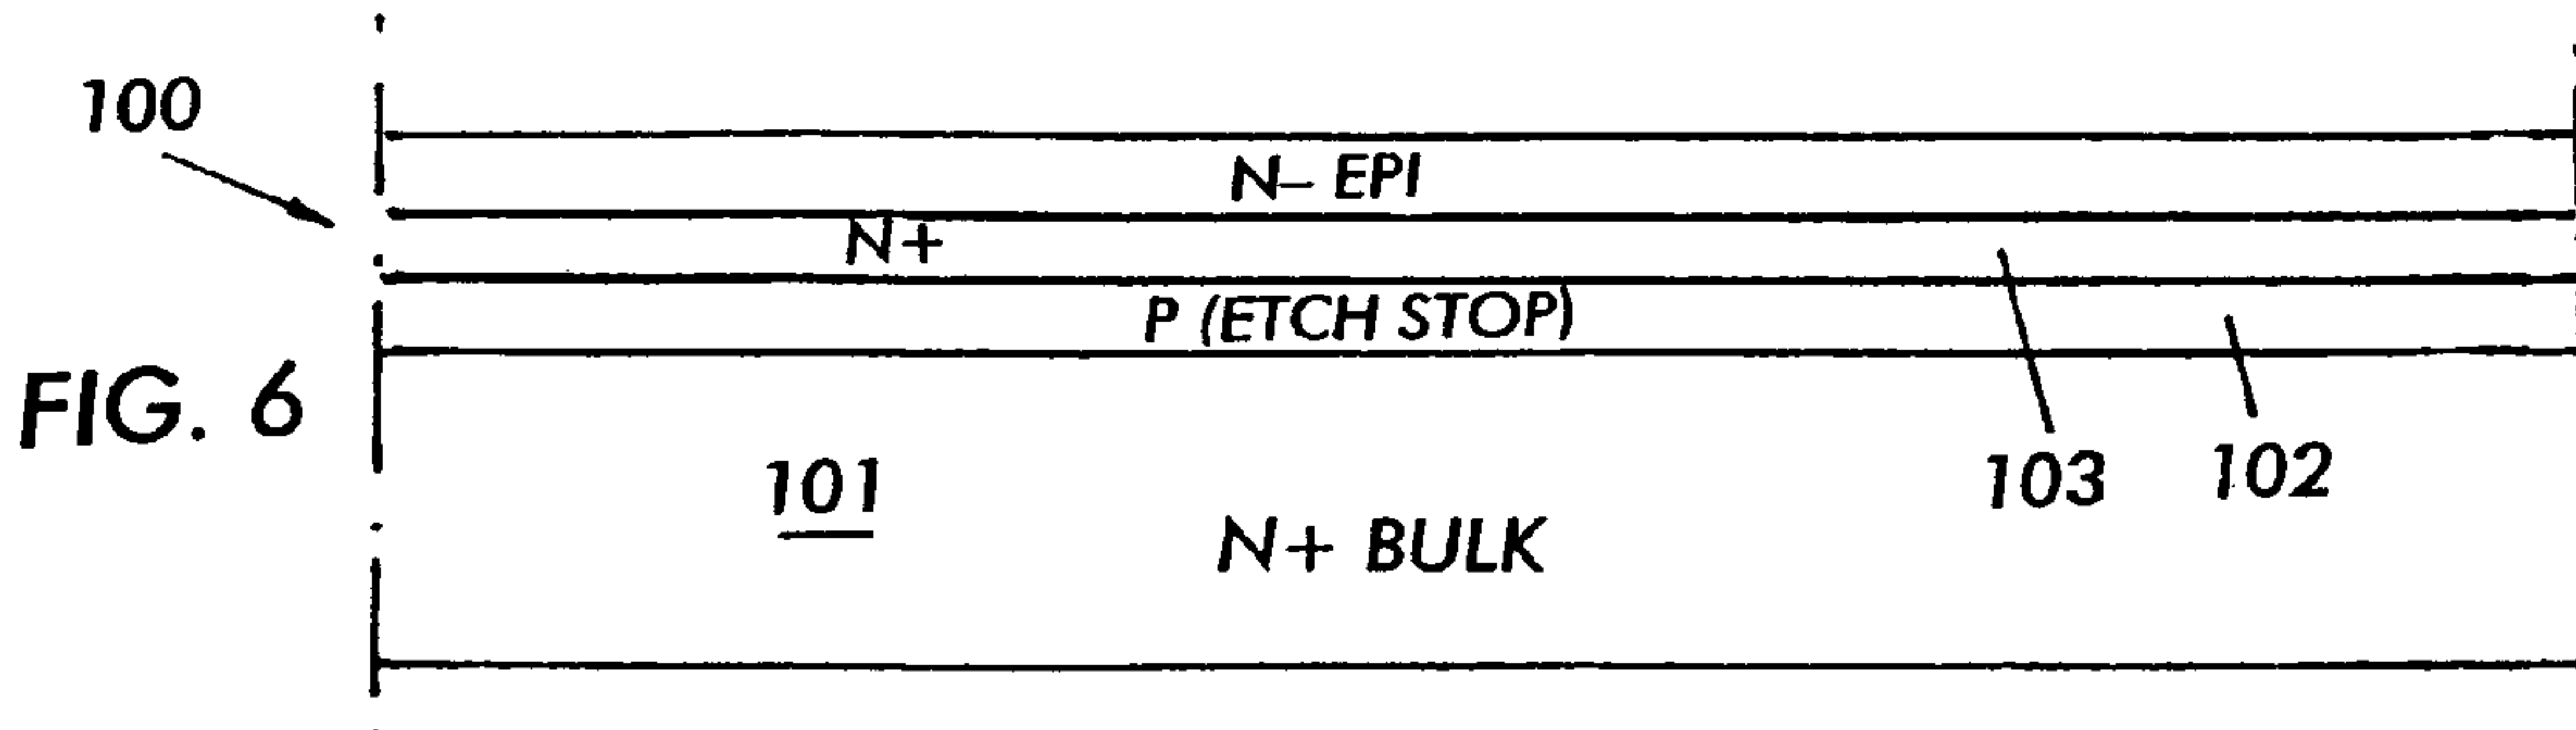 100
N- EPI
N+
P (ETCH STOP)
FIG. 6
101
103
102
N+ BULK